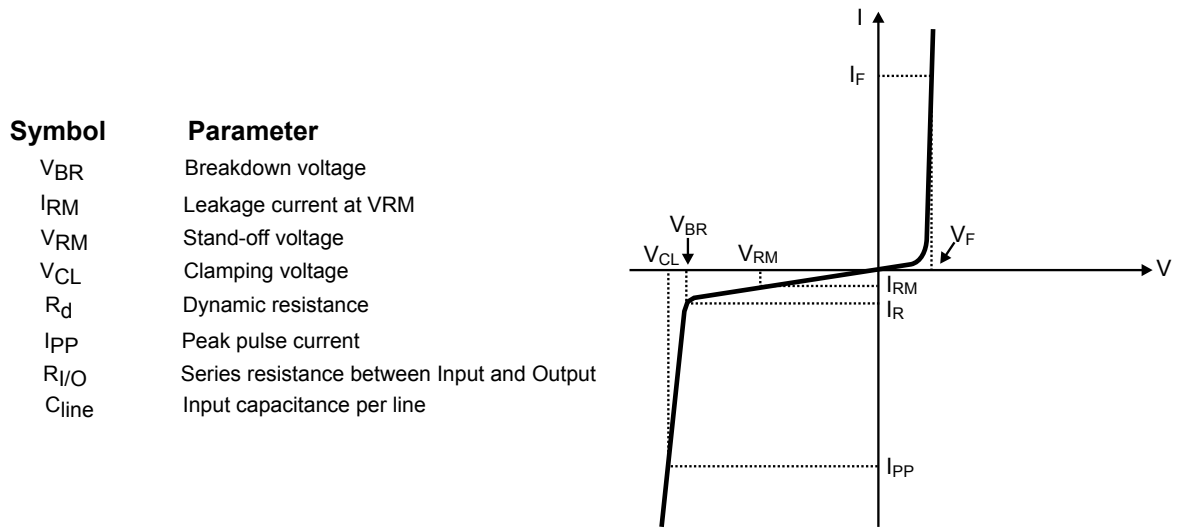 Symbol Parameter
VBR Breakdown voltage
IRM Leakage current at VRM
VRM Stand-off voltage
VCL Clamping voltage
Rd Dynamic resistance
IPP Peak pulse current
RI/O Series resistance between Input and Output
Cline Input capacitance per line
I
IF
VBR
VF
VCL
VRM
V
IRM
IR
IPP